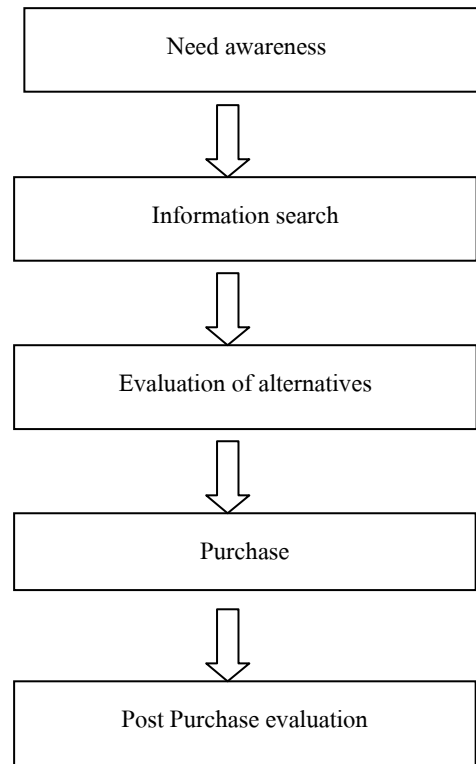 Need awareness
Information search
Evaluation of alternatives
Purchase
Post Purchase evaluation